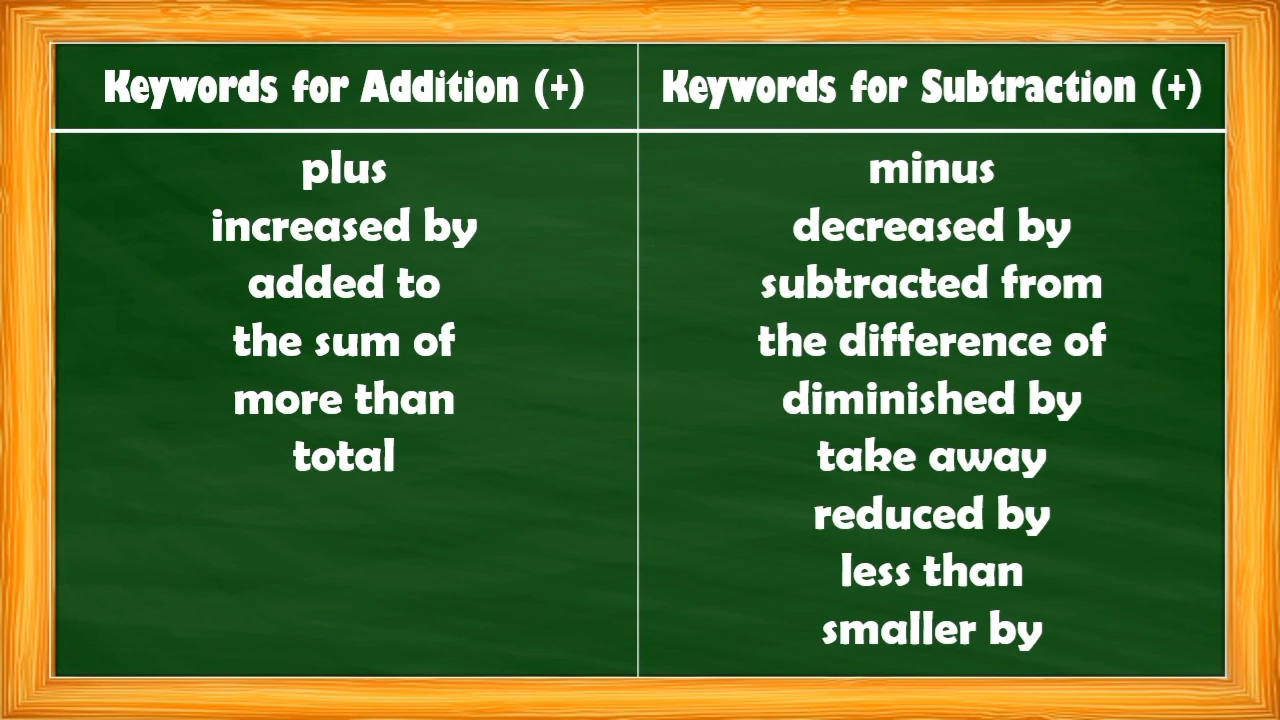 Keywords for Addition (+)
plus
increased by
added to
the sum of
more than
total
Keywords for Subtraction (+)
minus
decreased by
subtracted from
the difference of
diminished by
take away
reduced by
less than
smaller by